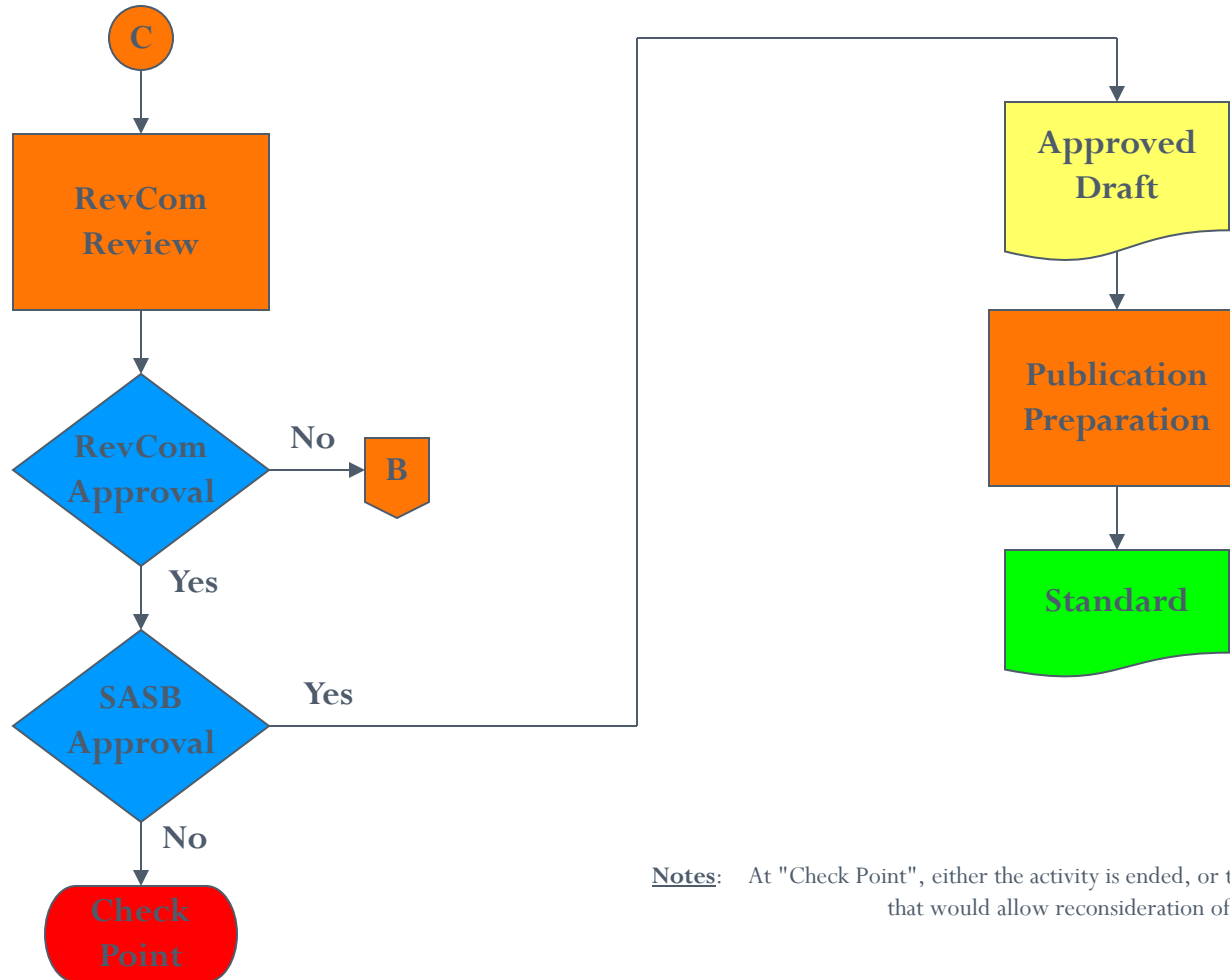 C
RevCom
Review
RevCom
Approval
No
B
Yes
SASB
Approval
Yes
No
Check
Point
Approved
Draft
Publication
Preparation
Standard
Notes: At "Check Point", either the activity is ended, or
that would allow reconsideration of